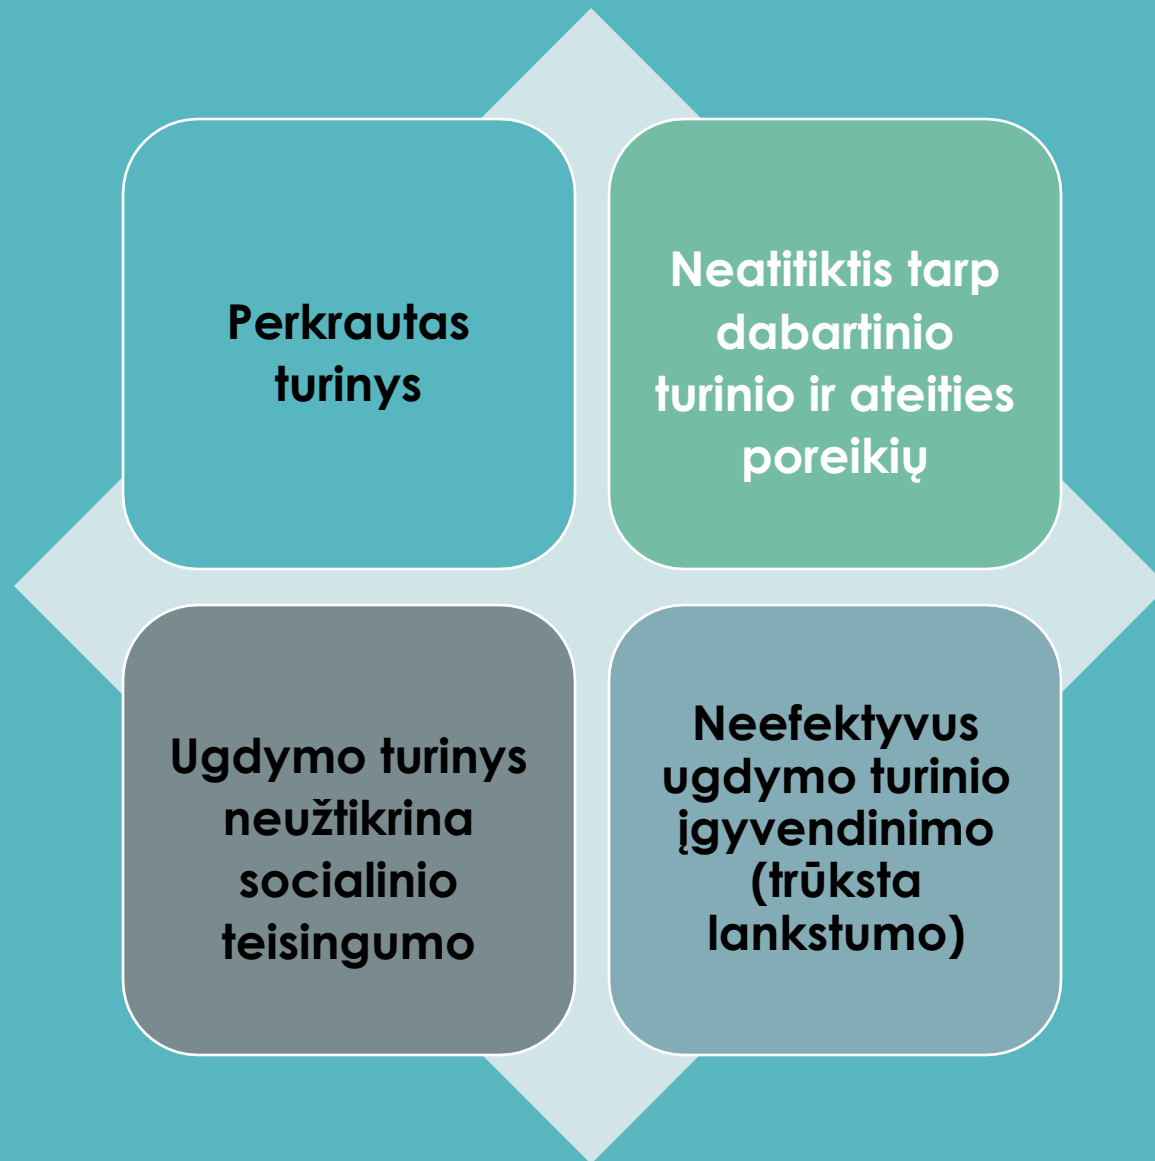 Perkrautas
turinys
Neatitiktis tarp
dabartinio
turinio ir ateities
poreikių
Ugdymo turinys
neužtikrina
socialinio
teisingumo
Neefektyvus
ugdymo turinio
įgyvendinimo
(trūksta
lankstumo)